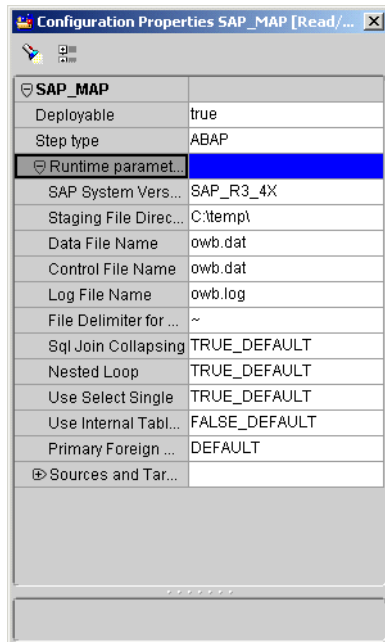 Configuration Properties SAP_MAP [Read/...
SAP_MAP
Deployable true
Step type ABAP
Runtime paramet...
SAP System Vers... SAP_R3_4X
Staging File Direc... C:\temp\
Data File Name owb.dat
Control File Name owb.dat
Log File Name owb.log
File Delimiter for ... ~
Sql Join Collapsing TRUE_DEFAULT
Nested Loop TRUE_DEFAULT
Use Select Single TRUE_DEFAULT
Use Internal Tabl... FALSE_DEFAULT
Primary Foreign ... DEFAULT
Sources and Tar...